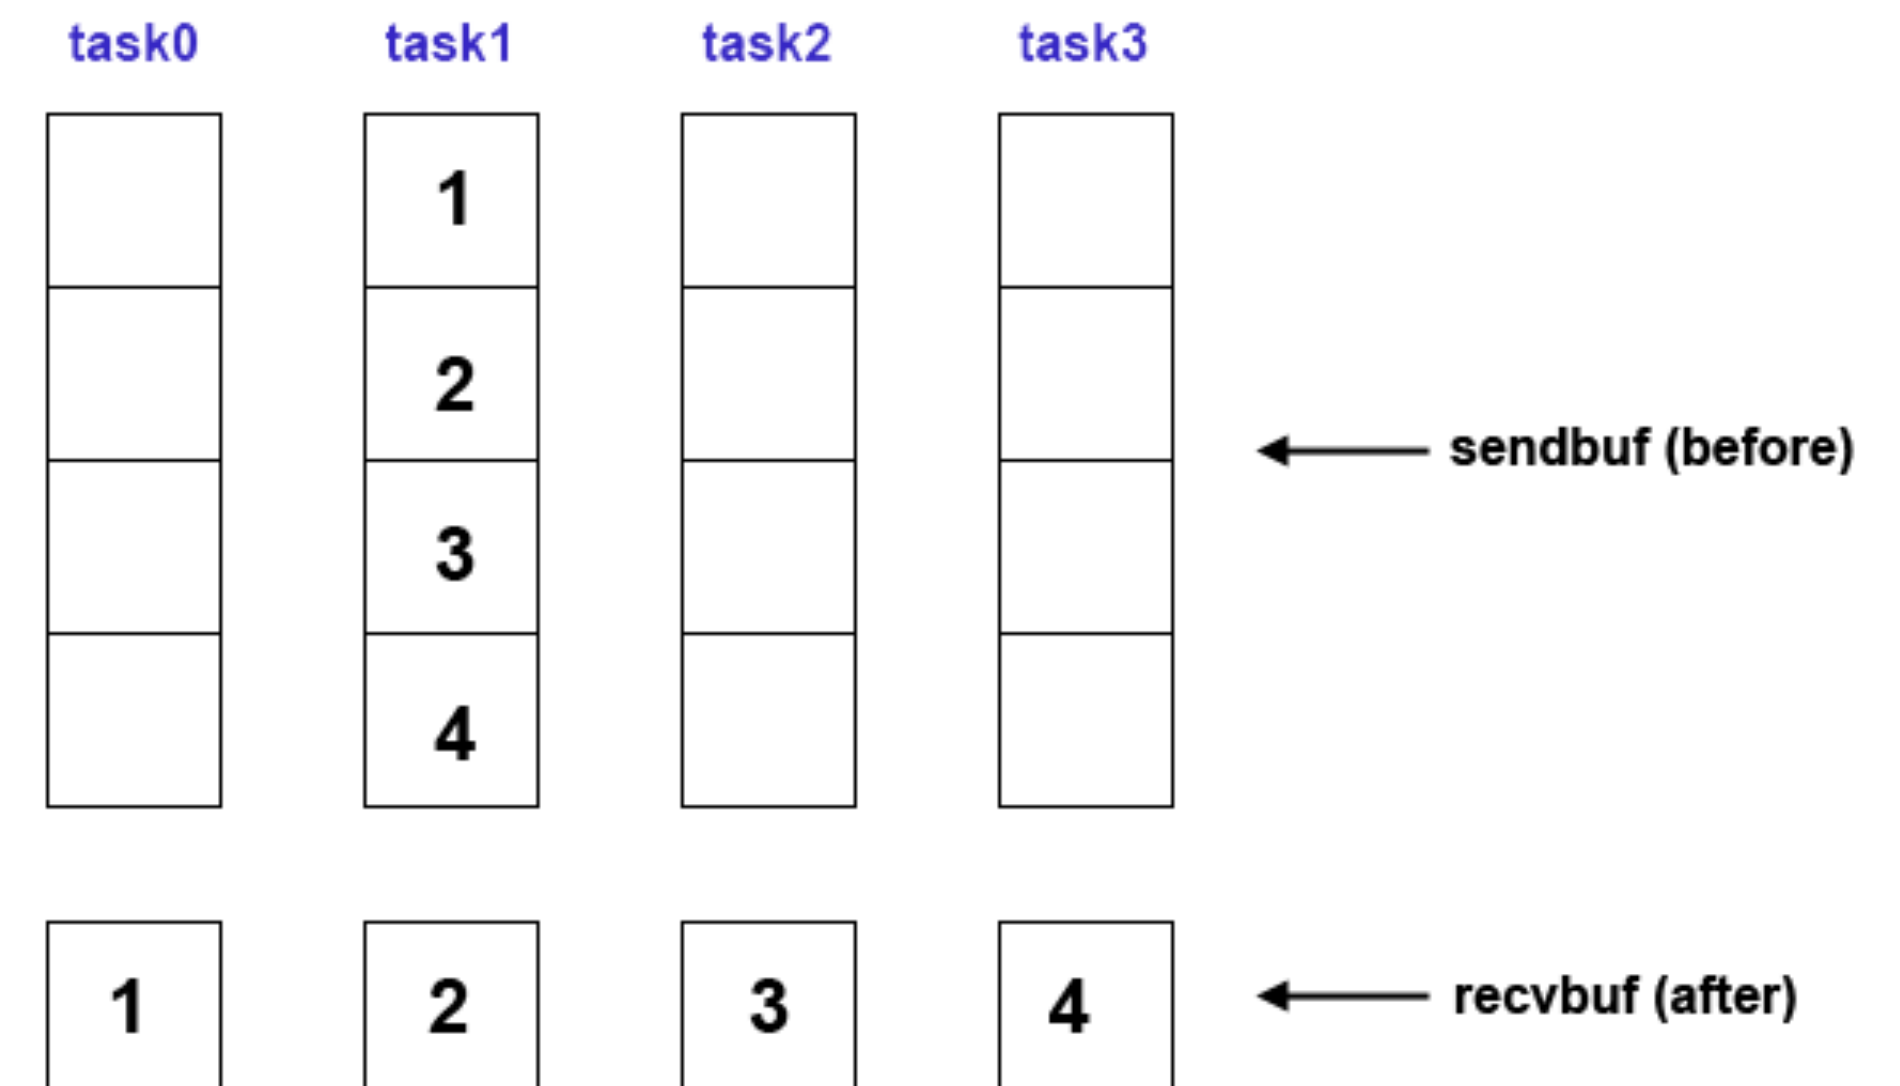 task0 task1 task2 task3
1
2
sendbuf (before)
3
4
1 2 3 4 recvbuf (after)